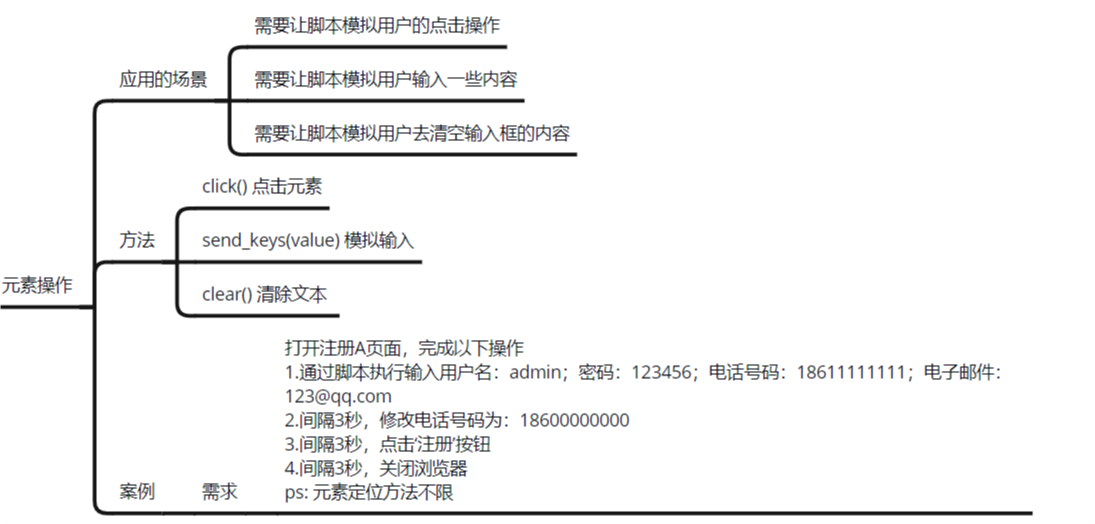 需要让脚本模拟用户的点击操作
应用的场景
需要让脚本模拟用户输入一些内容
需要让脚本模拟用户去清空输入框的内容
click() 点击元素
方法
send_keys(value) 模拟输入
元素操作
clear() 清除文本
打开注册A页面，完成以下操作
1.通过脚本执行输入用户名：admin；密码：123456；电话号码：18611111111；电子邮件：
123@qq.com
2.间隔3秒，修改电话号码为：18600000000
3.间隔3秒，点击‘注册’按钮
4.间隔3秒，关闭浏览器
案例
需求
ps: 元素定位方法不限